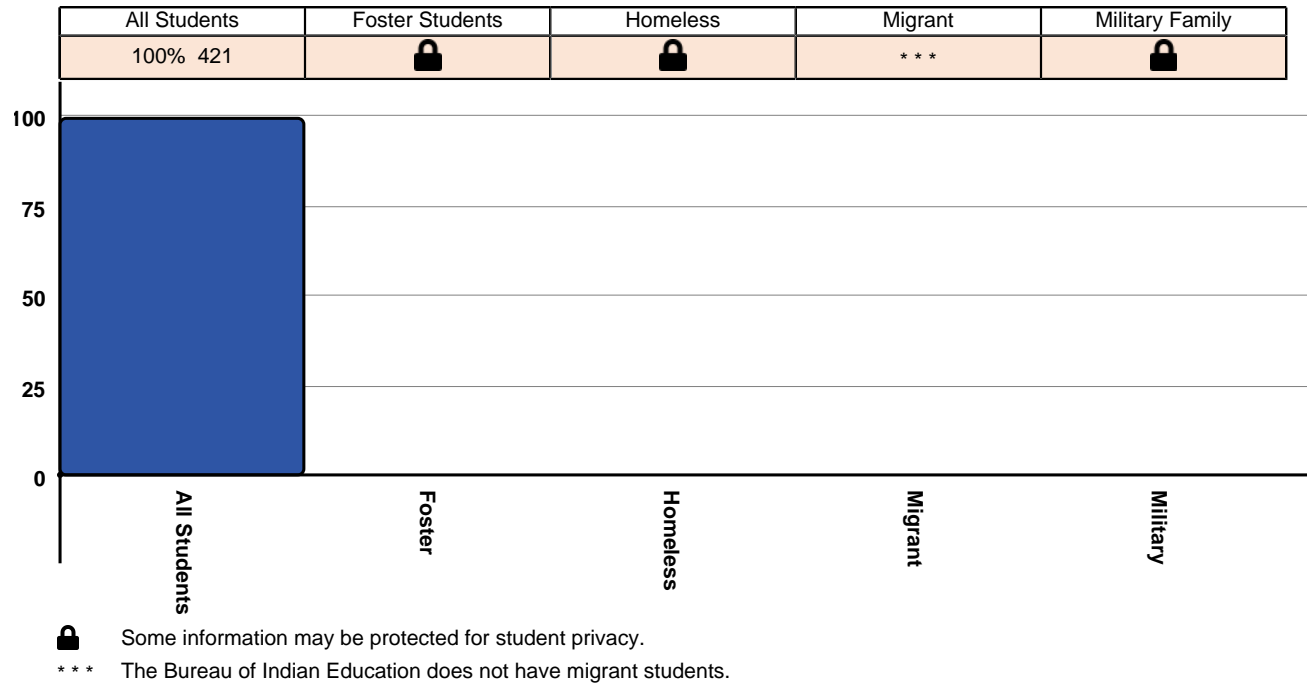 All Students Foster Students Homeless Migrant Military Family
100% 421 * * *
100
75
50
25
0
All Students
Foster
Homeless
Migrant
Military
Some information may be protected for student privacy.
* * * The Bureau of Indian Education does not have migrant students.